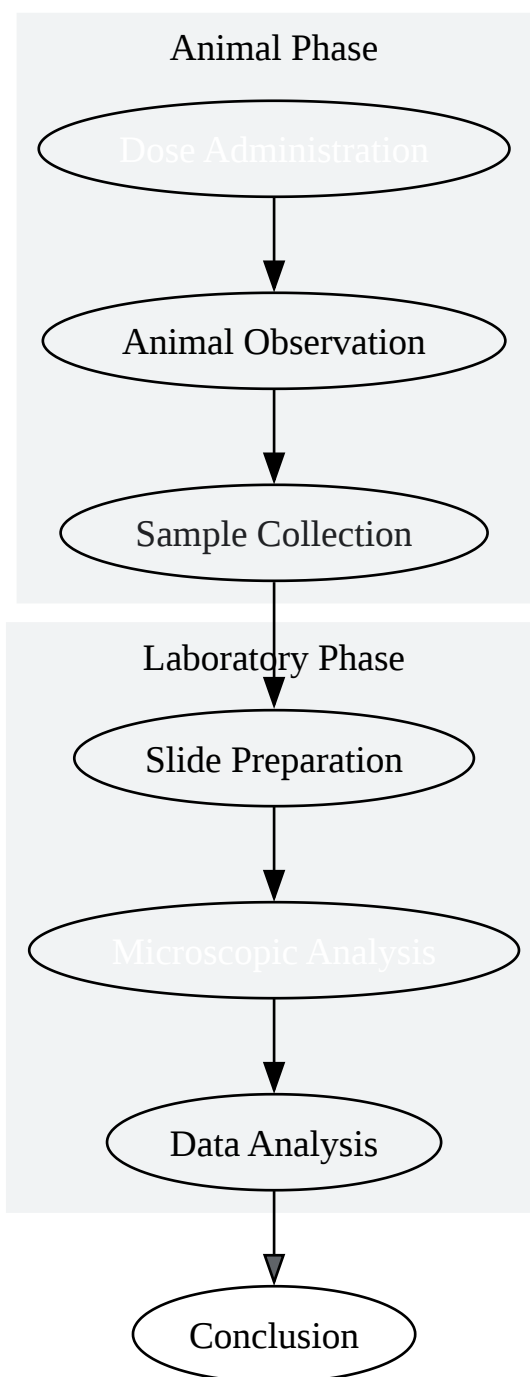 Animal Phase
Dose Administration
Animal Observation
Sample Collection
Laboratory Phase
Slide Preparation
Microscopic Analysis
Data Analysis
Conclusion